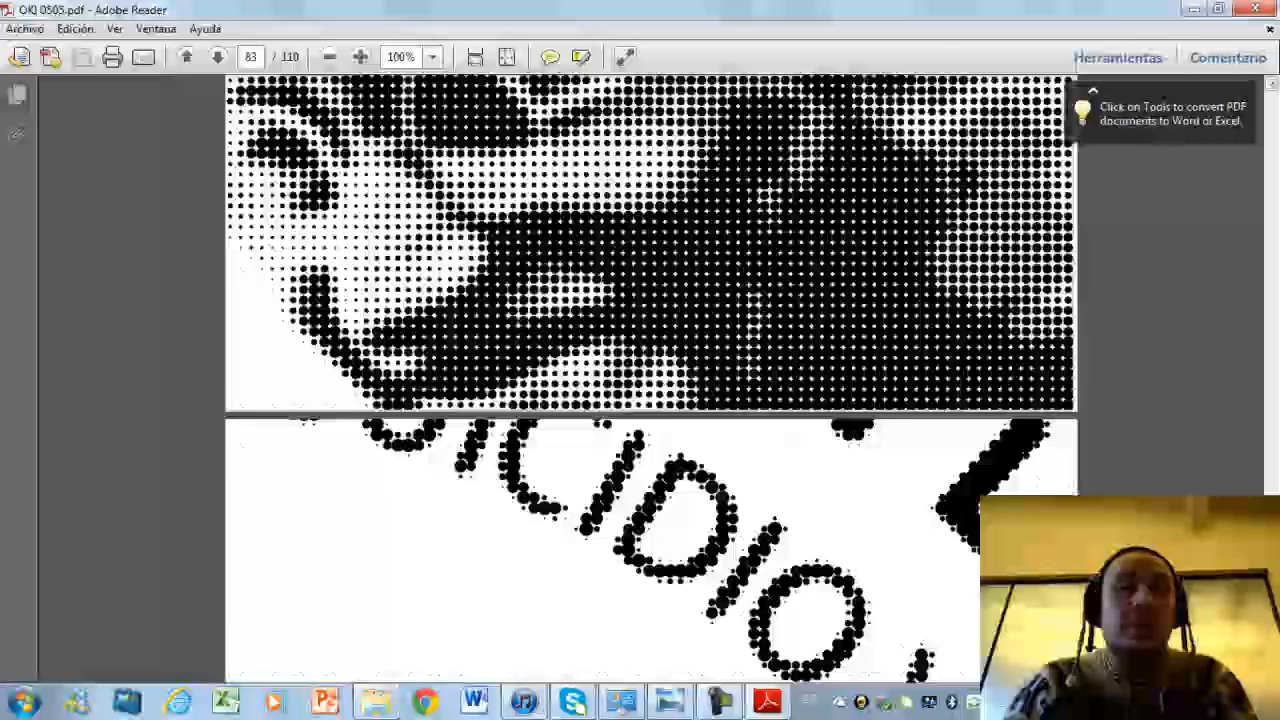 OKI 0505.pdf - Adobe Reader
Archivo Edición Ver Ventana Ayuda
83 / 110 100% Herramientas Comentario
Click on Tools to convert PDF
documents to Word or Excel.
UICIDIO,